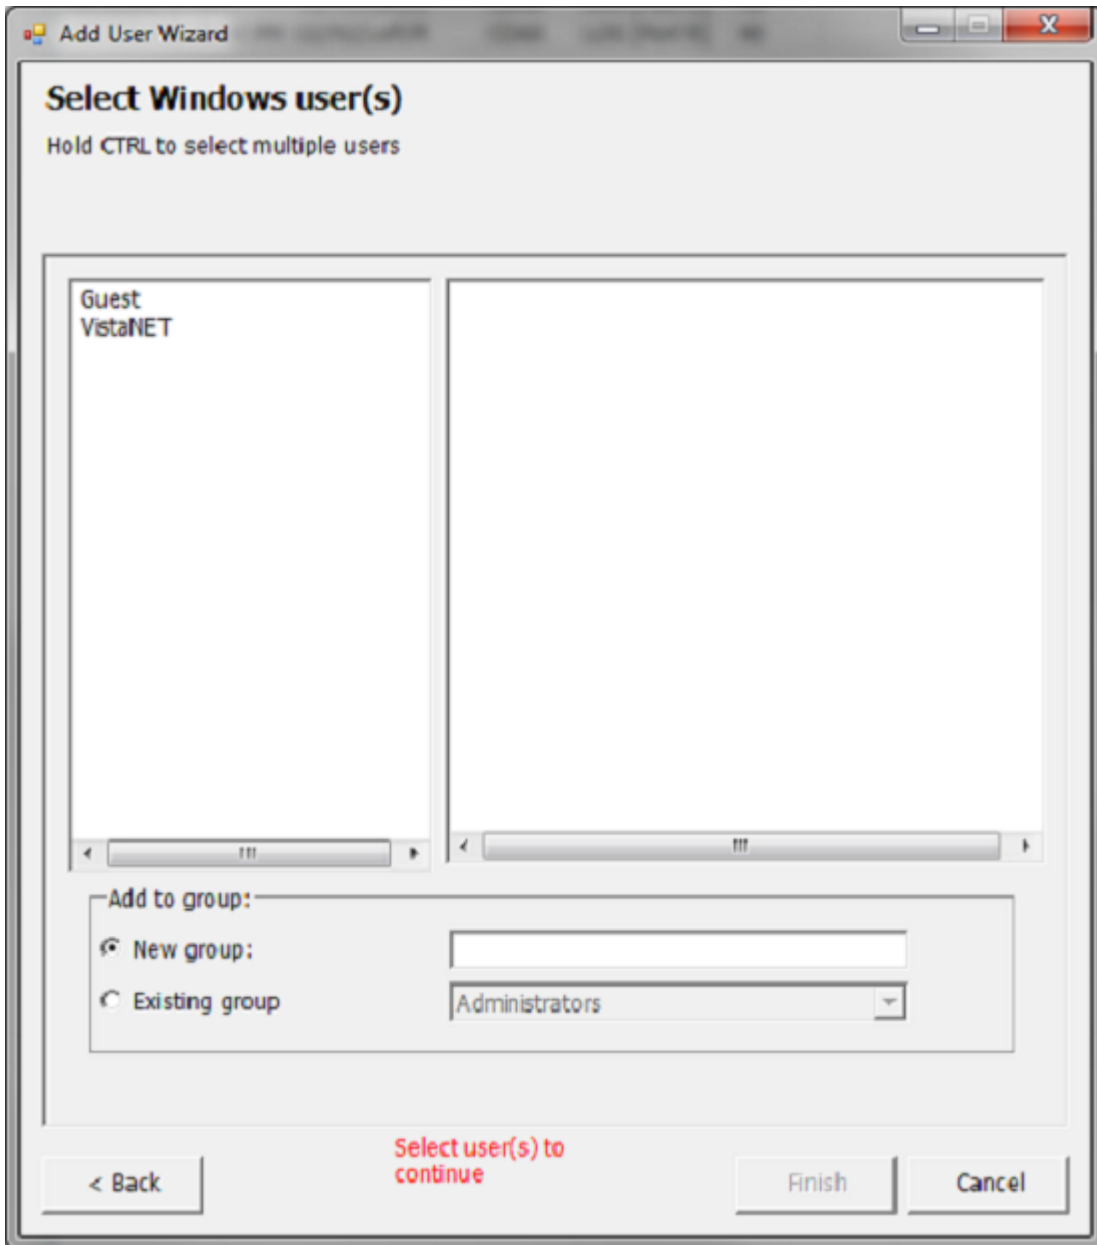 Add User Wizard
Select Windows user(s)
Hold CTRL to select multiple users
Guest
VistaNET
Add to group:
New group:
Existing group
Administrators
Select user(s) to
continue
< Back
Finish
Cancel